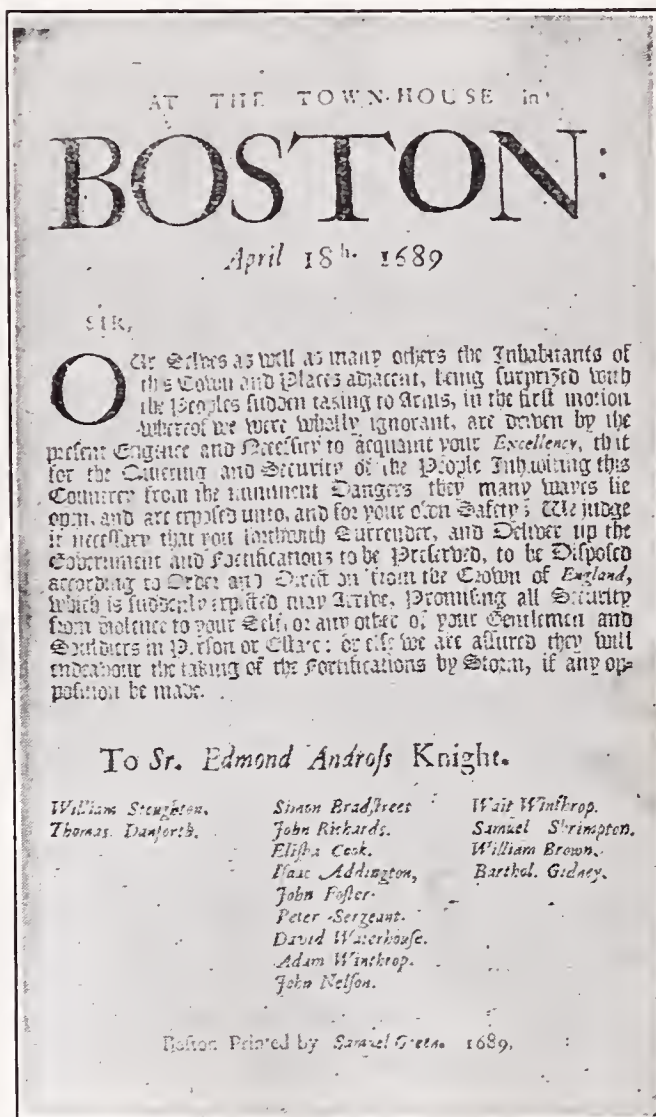 AT THE TOWN-HOUSE in
BOSTON:
April 18th. 1689
SIR,
OUr Selves as well as many others the Inhabitants of
this Town and Places adjacent, being surprized with
the Peoples sudden taking to Arms, in the first motion
whereof we were wholly ignorant, are driven by the
present Exigence and Necessity to acquaint your Excellency, that
for the Quieting and Security of the People Inhabiting this
Countrey from the imminent Dangers they many wayes lie
open, and are exposed unto, and for your own Safety; We judge
it necessary that you forthwith Surrender, and Deliver up the
Government and Fortifications to be Preserved, to be Disposed
according to Order and Direction from the Crown of England,
which is suddenly expected may Arrive, Promising all Security
from violence to your Self, or any other of your Gentlemen and
Souldiers in Person or Estate: or else we are assured they will
endeavour the taking of the Fortifications by Storm, if any op-
position be made.
To Sr. Edmond Androſs Knight.
William Stoughton.
Thomas Danforth.
Simon Bradſtreet
John Richards.
Eliſha Cook.
Iſaac Addington,
John Foſter.
Peter Sergeant.
David Waterhouſe.
Adam Winthrop.
John Nelſon.
Wait Winthrop.
Samuel Shrimpton.
William Brown.
Barthol. Gidney.
Boſton Printed by Samuel Green. 1689.